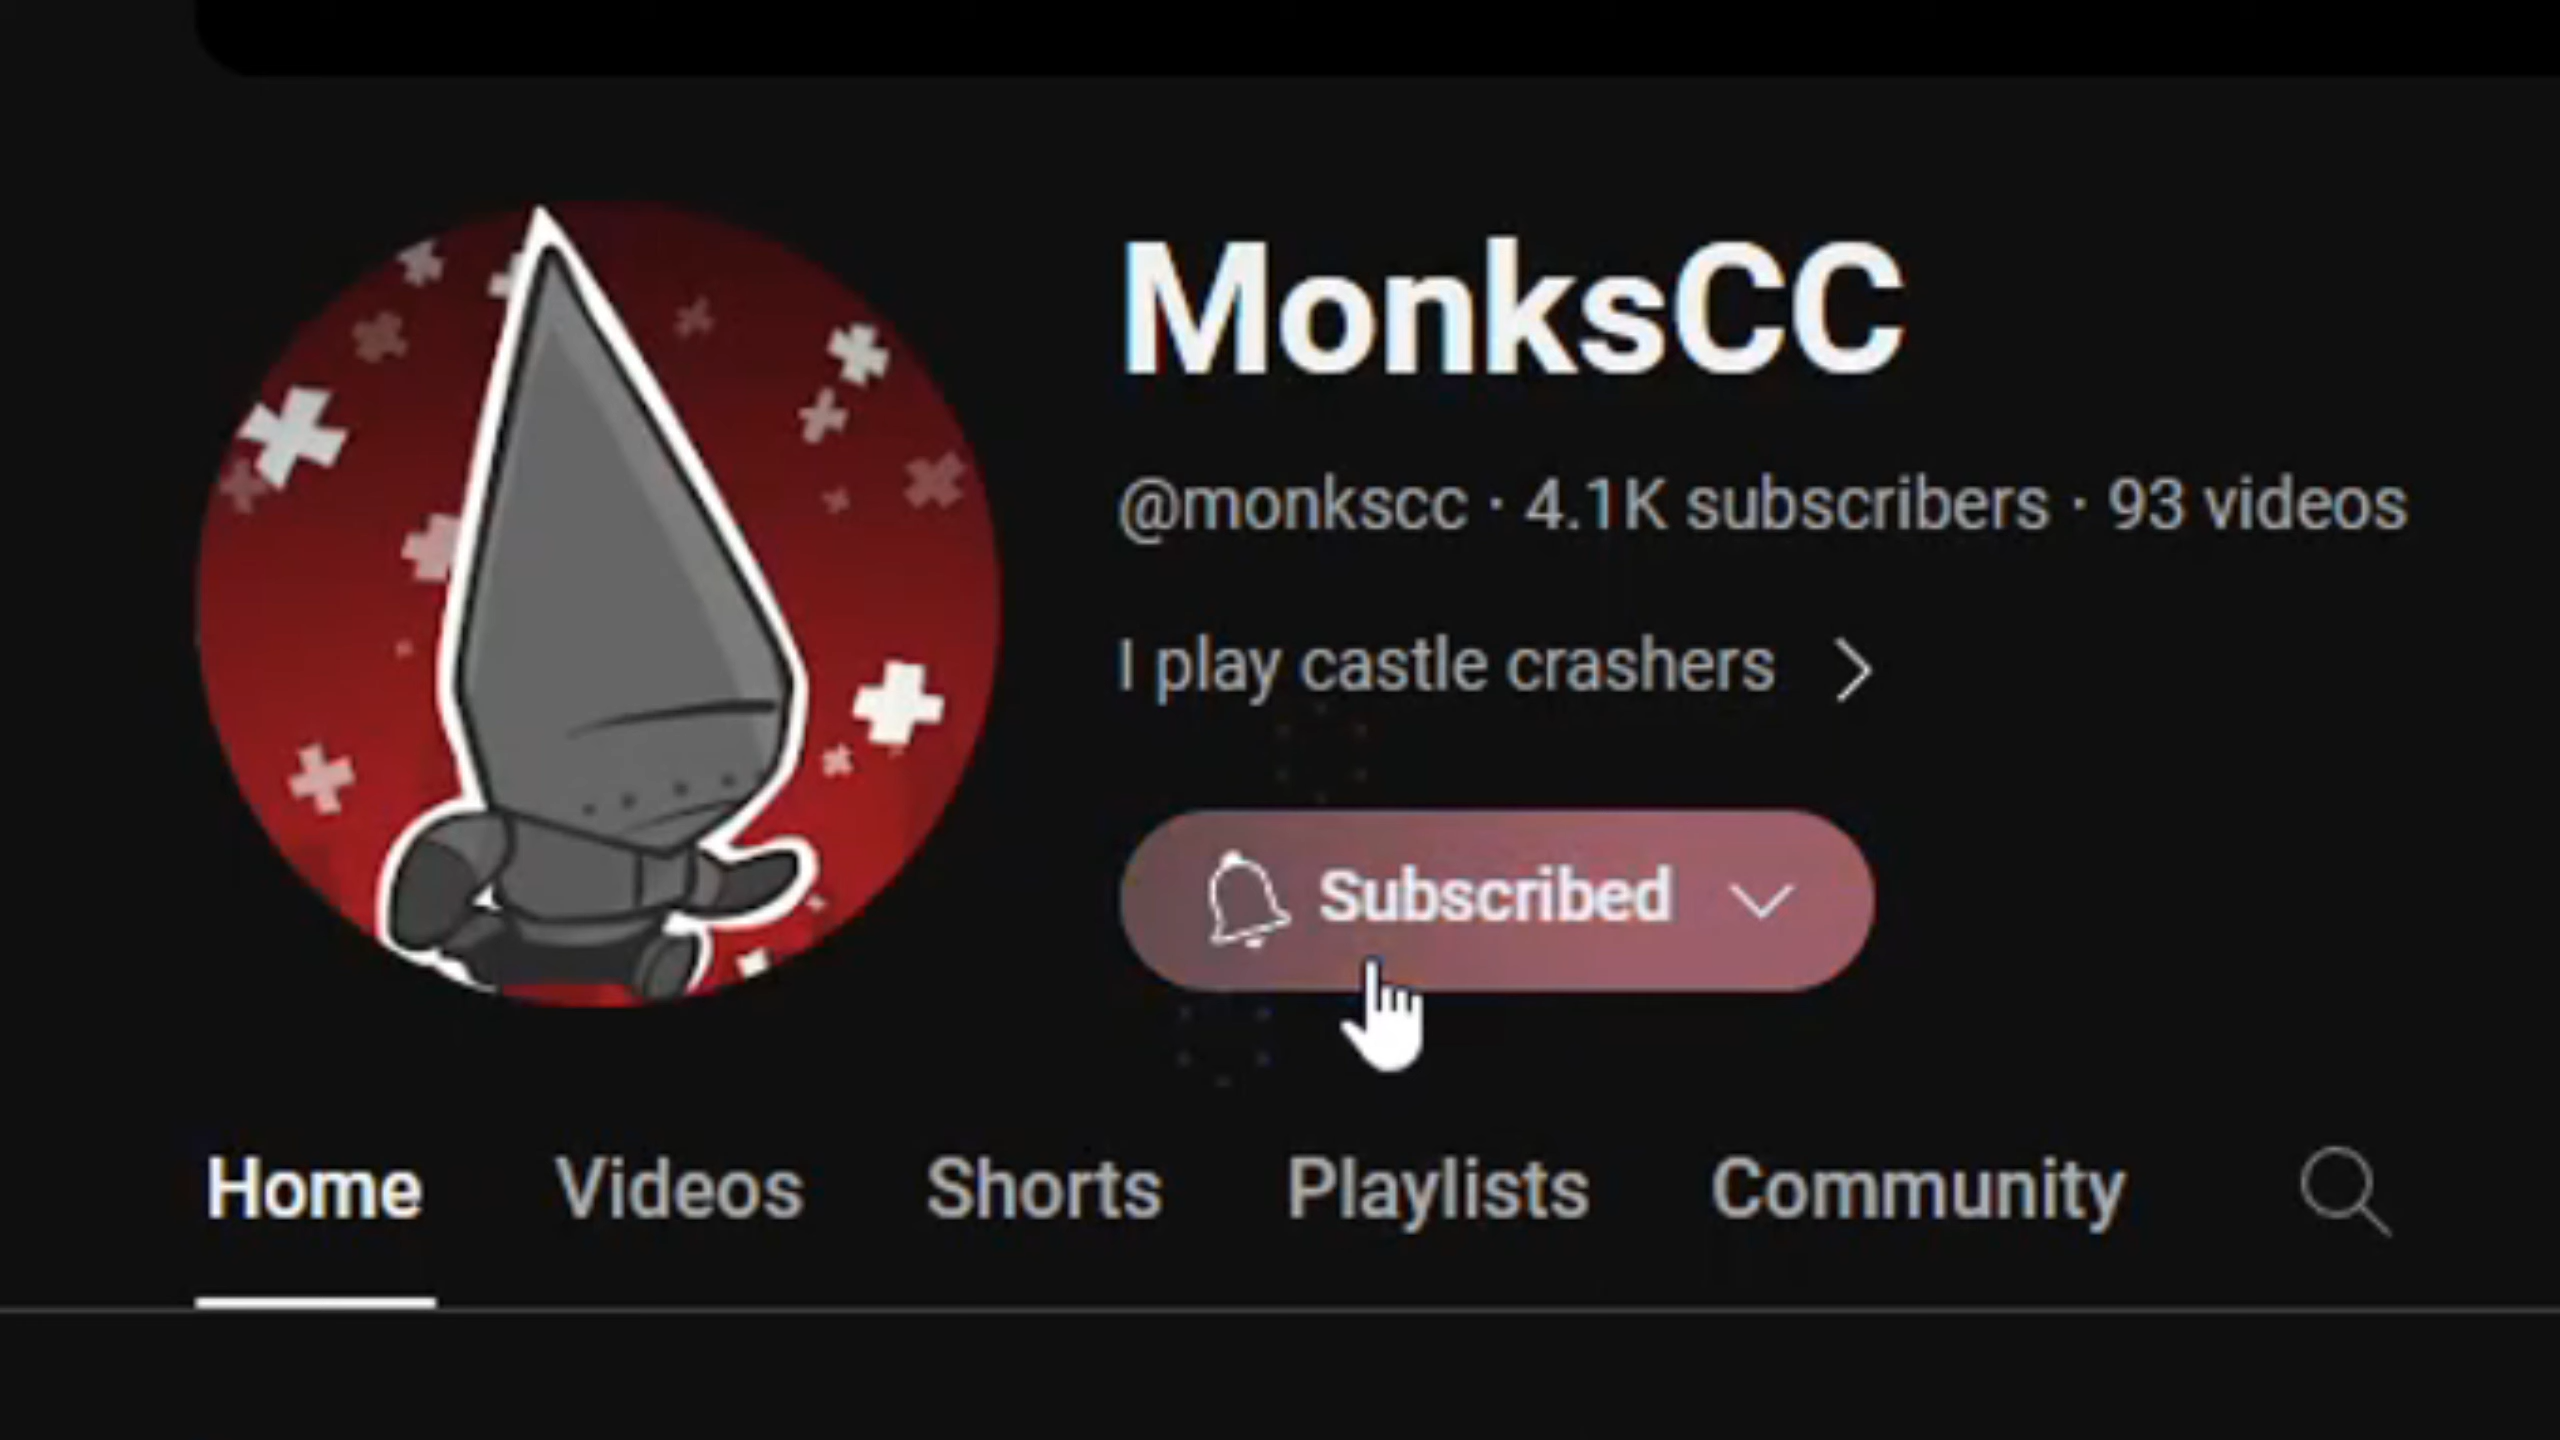 MonksCC
@monkscc · 4.1K subscribers · 93 videos
I play castle crashers
Subscribed
Home Videos Shorts Playlists Community